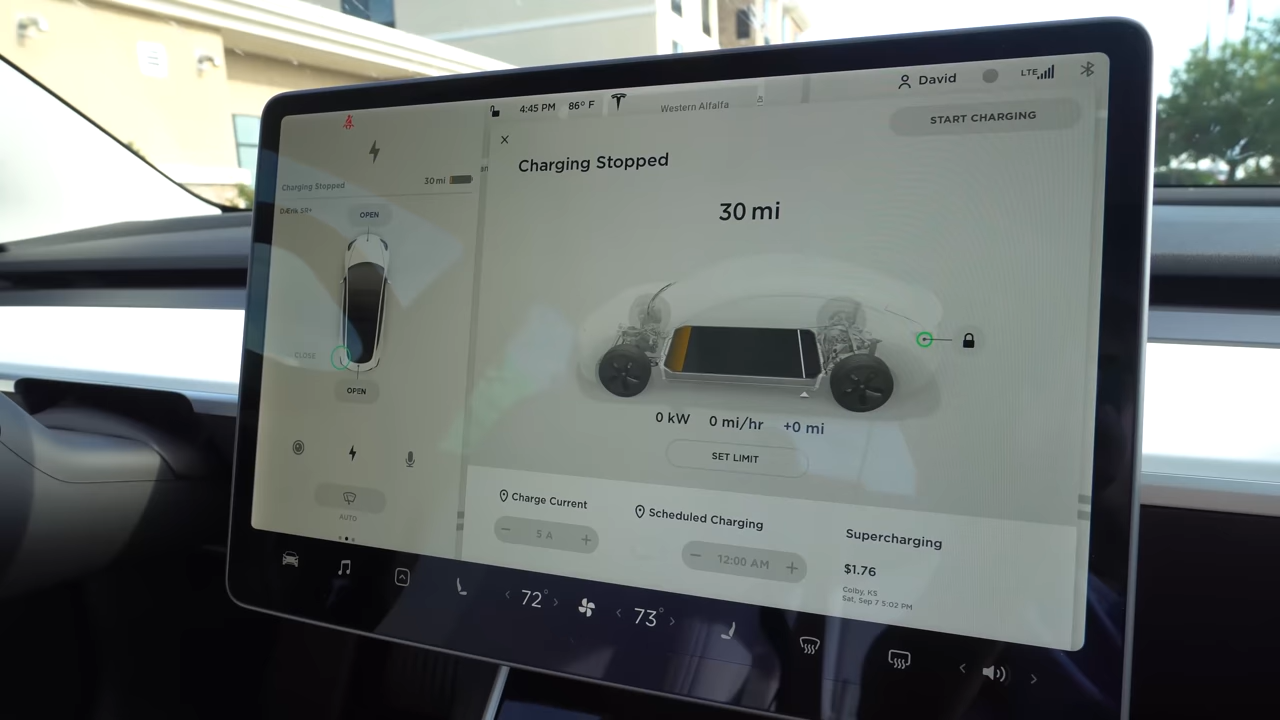 4:45 PM 86° F
Western Alfalfa
David
LTE
START CHARGING
Charging Stopped
30 mi
OPEN
CLOSE
OPEN
AUTO
Charging Stopped
30 mi
0 kW 0 mi/hr +0 mi
SET LIMIT
Charge Current
− 5 A +
Scheduled Charging
− 12:00 AM +
Supercharging
$1.76
Colby, KS
Sat, Sep 7 5:02 PM
‹ 72° ›
‹ 73° ›